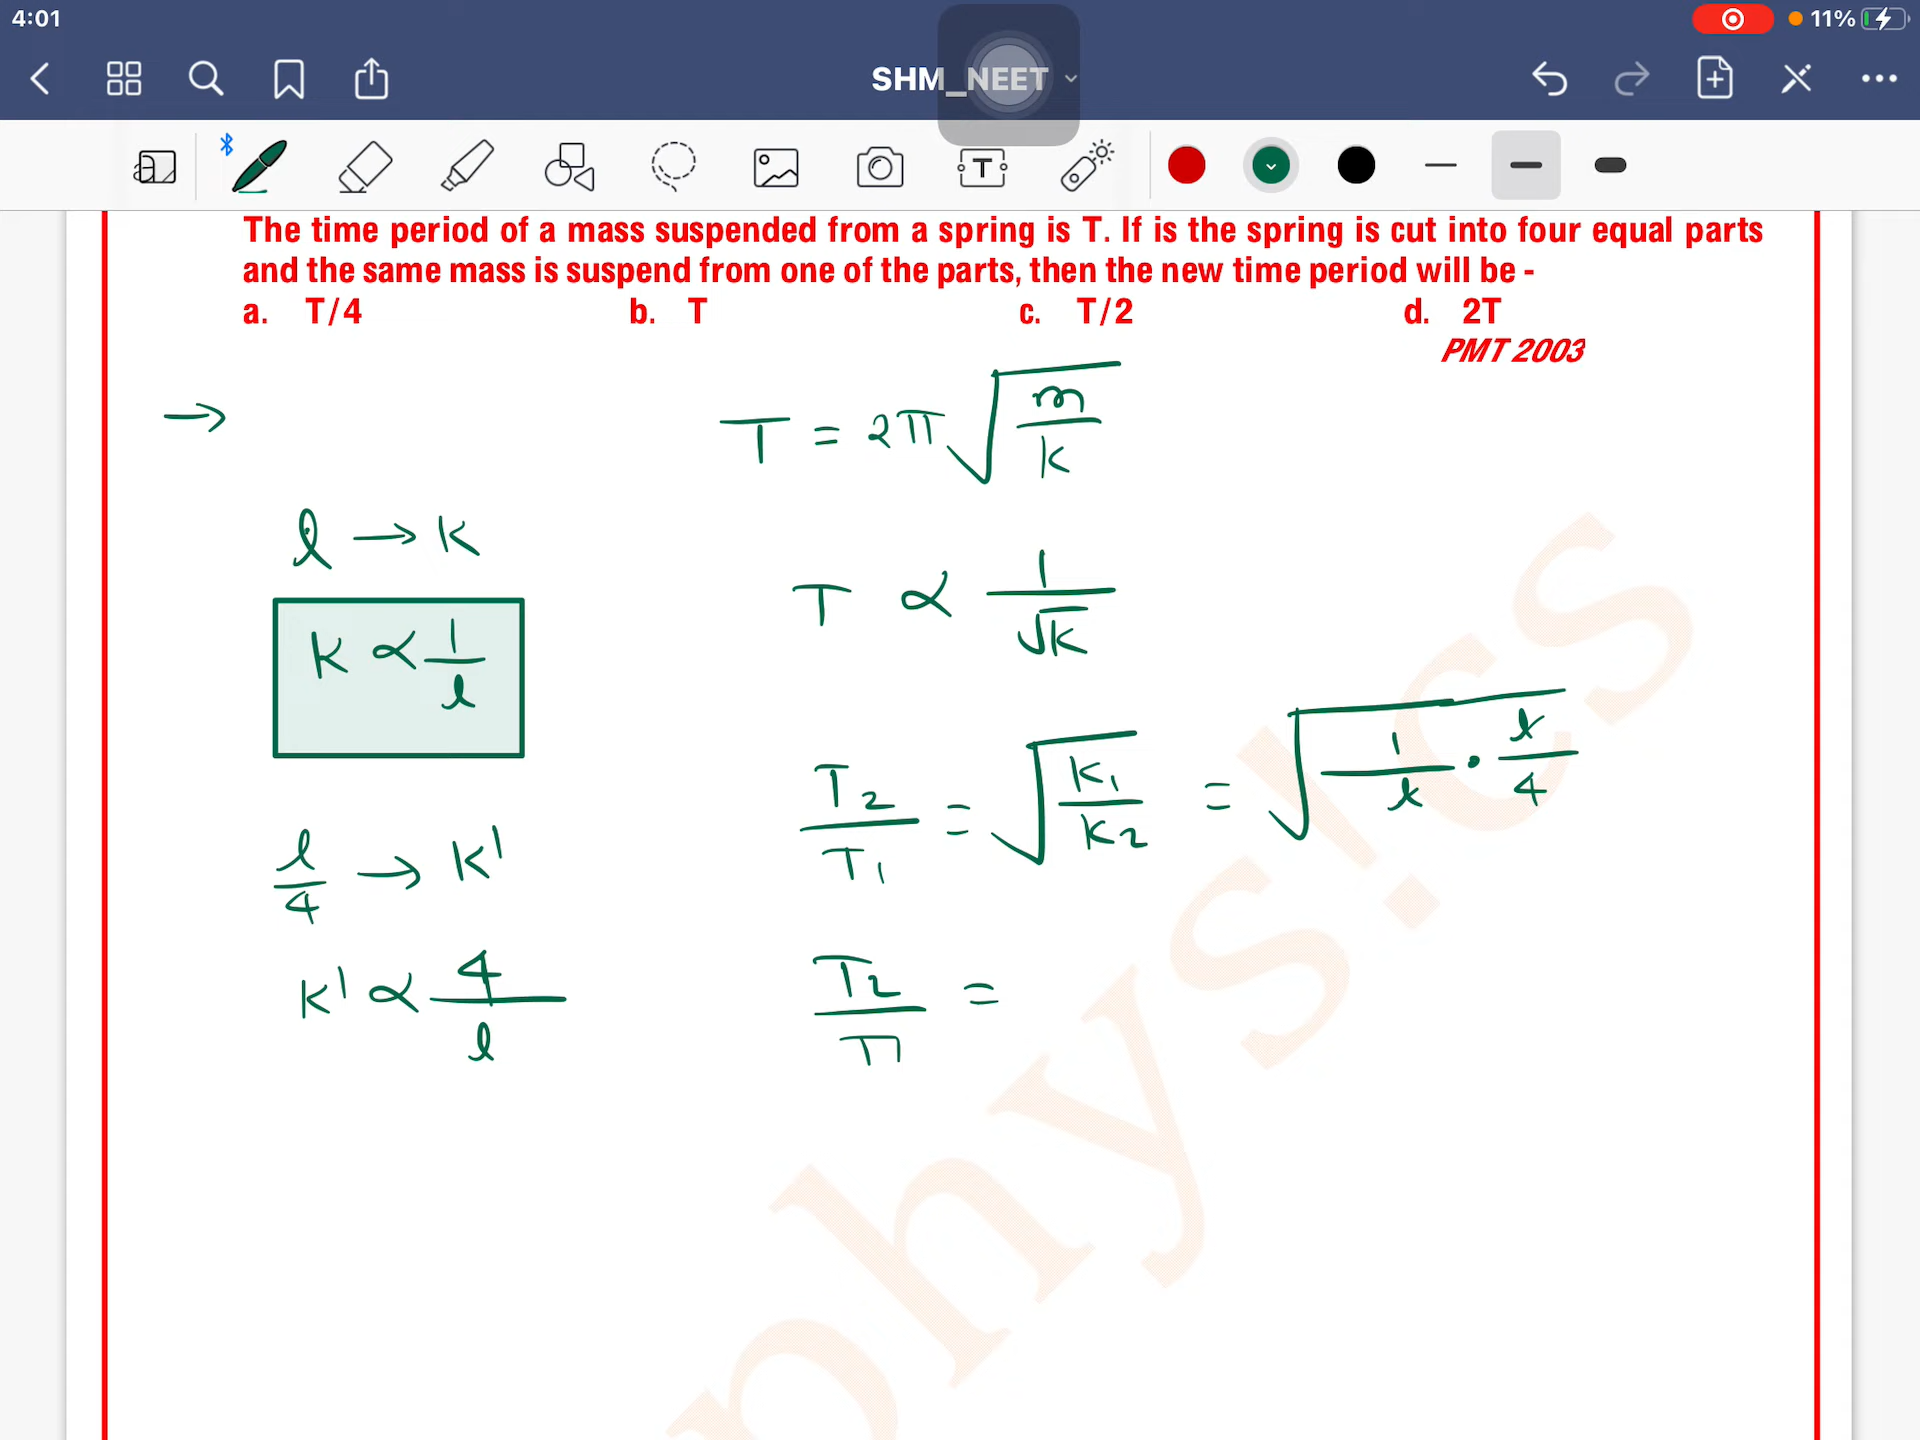 4:01
11%
SHM_NEET
T
The time period of a mass suspended from a spring is T. If is the spring is cut into four equal parts
and the same mass is suspend from one of the parts, then the new time period will be -
a. T/4 b. T c. T/2 d. 2T
PMT 2003
→ T = 2π √(m/k)
l → K
T ∝ 1/√K
K ∝ 1/l
T2/T1 = √(K1/K2) = √(1/l · l/4)
l/4 → K'
K' ∝ 4/l
T2/T1 =
phys!cs